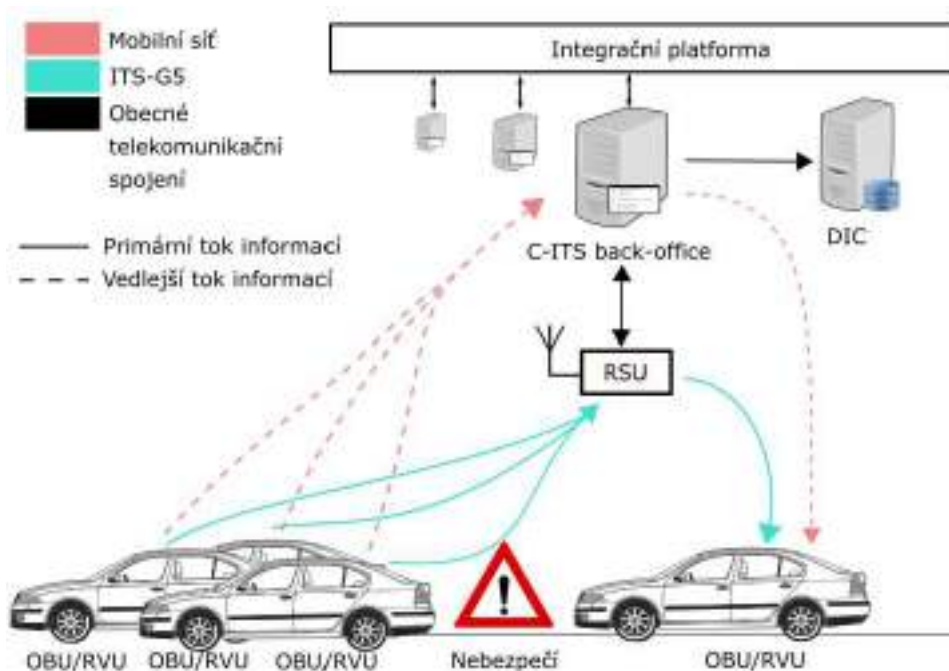 Mobilní síť
ITS-G5
Obecné
telekomunikační
spojení
Primární tok informací
Vedlejší tok informací
Integrační platforma
C-ITS back-office
DIC
RSU
OBU/RVU
OBU/RVU
OBU/RVU
Nebezpečí
OBU/RVU